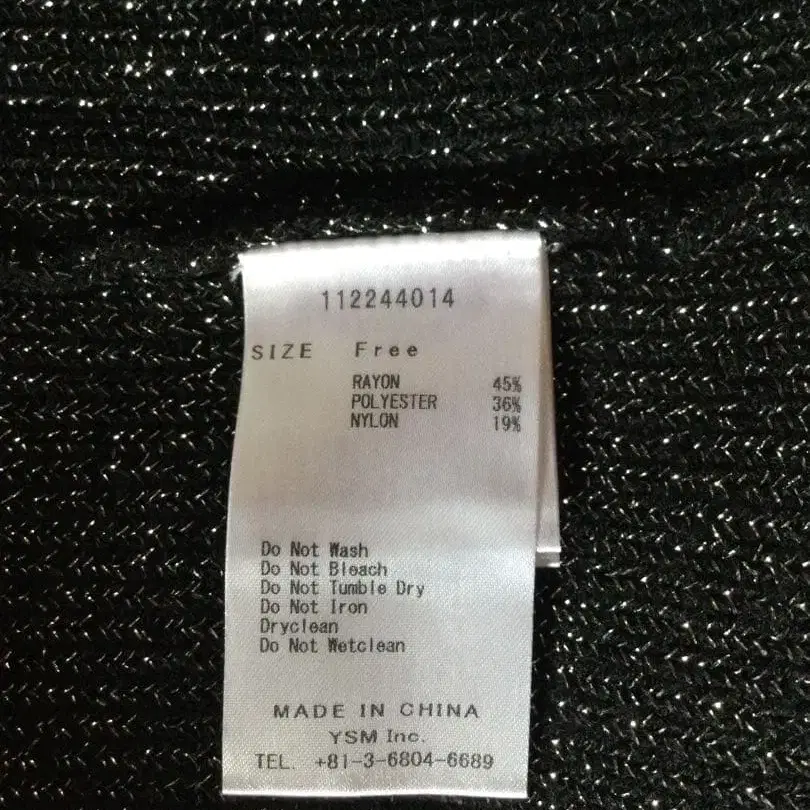 112244014
SIZE Free
RAYON 45%
POLYESTER 36%
NYLON 19%
Do Not Wash
Do Not Bleach
Do Not Tumble Dry
Do Not Iron
Dryclean
Do Not Wetclean
MADE IN CHINA
YSM Inc.
TEL. +81-3-6804-6689